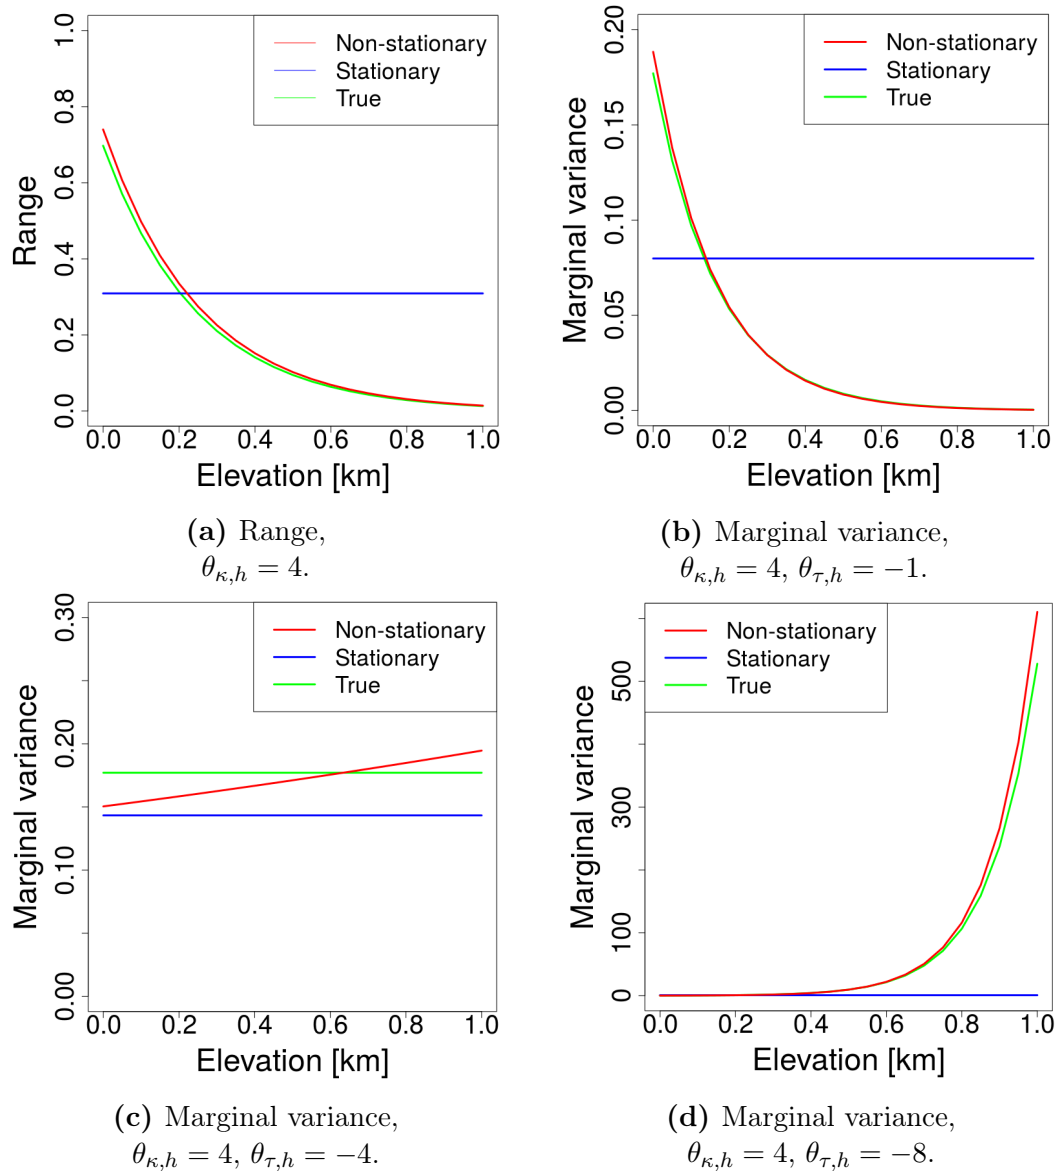 Non-stationary
Stationary
True
Range
1.0
0.8
0.6
0.4
0.2
0.0
0.0 0.2 0.4 0.6 0.8 1.0
Elevation [km]
(a) Range,
θκ,h = 4.
Non-stationary
Stationary
True
Marginal variance
0.20
0.15
0.10
0.05
0.00
0.0 0.2 0.4 0.6 0.8 1.0
Elevation [km]
(b) Marginal variance,
θκ,h = 4, θτ,h = −1.
Non-stationary
Stationary
True
Marginal variance
0.30
0.20
0.10
0.00
0.0 0.2 0.4 0.6 0.8 1.0
Elevation [km]
(c) Marginal variance,
θκ,h = 4, θτ,h = −4.
Non-stationary
Stationary
True
Marginal variance
500
300
100
0
0.0 0.2 0.4 0.6 0.8 1.0
Elevation [km]
(d) Marginal variance,
θκ,h = 4, θτ,h = −8.